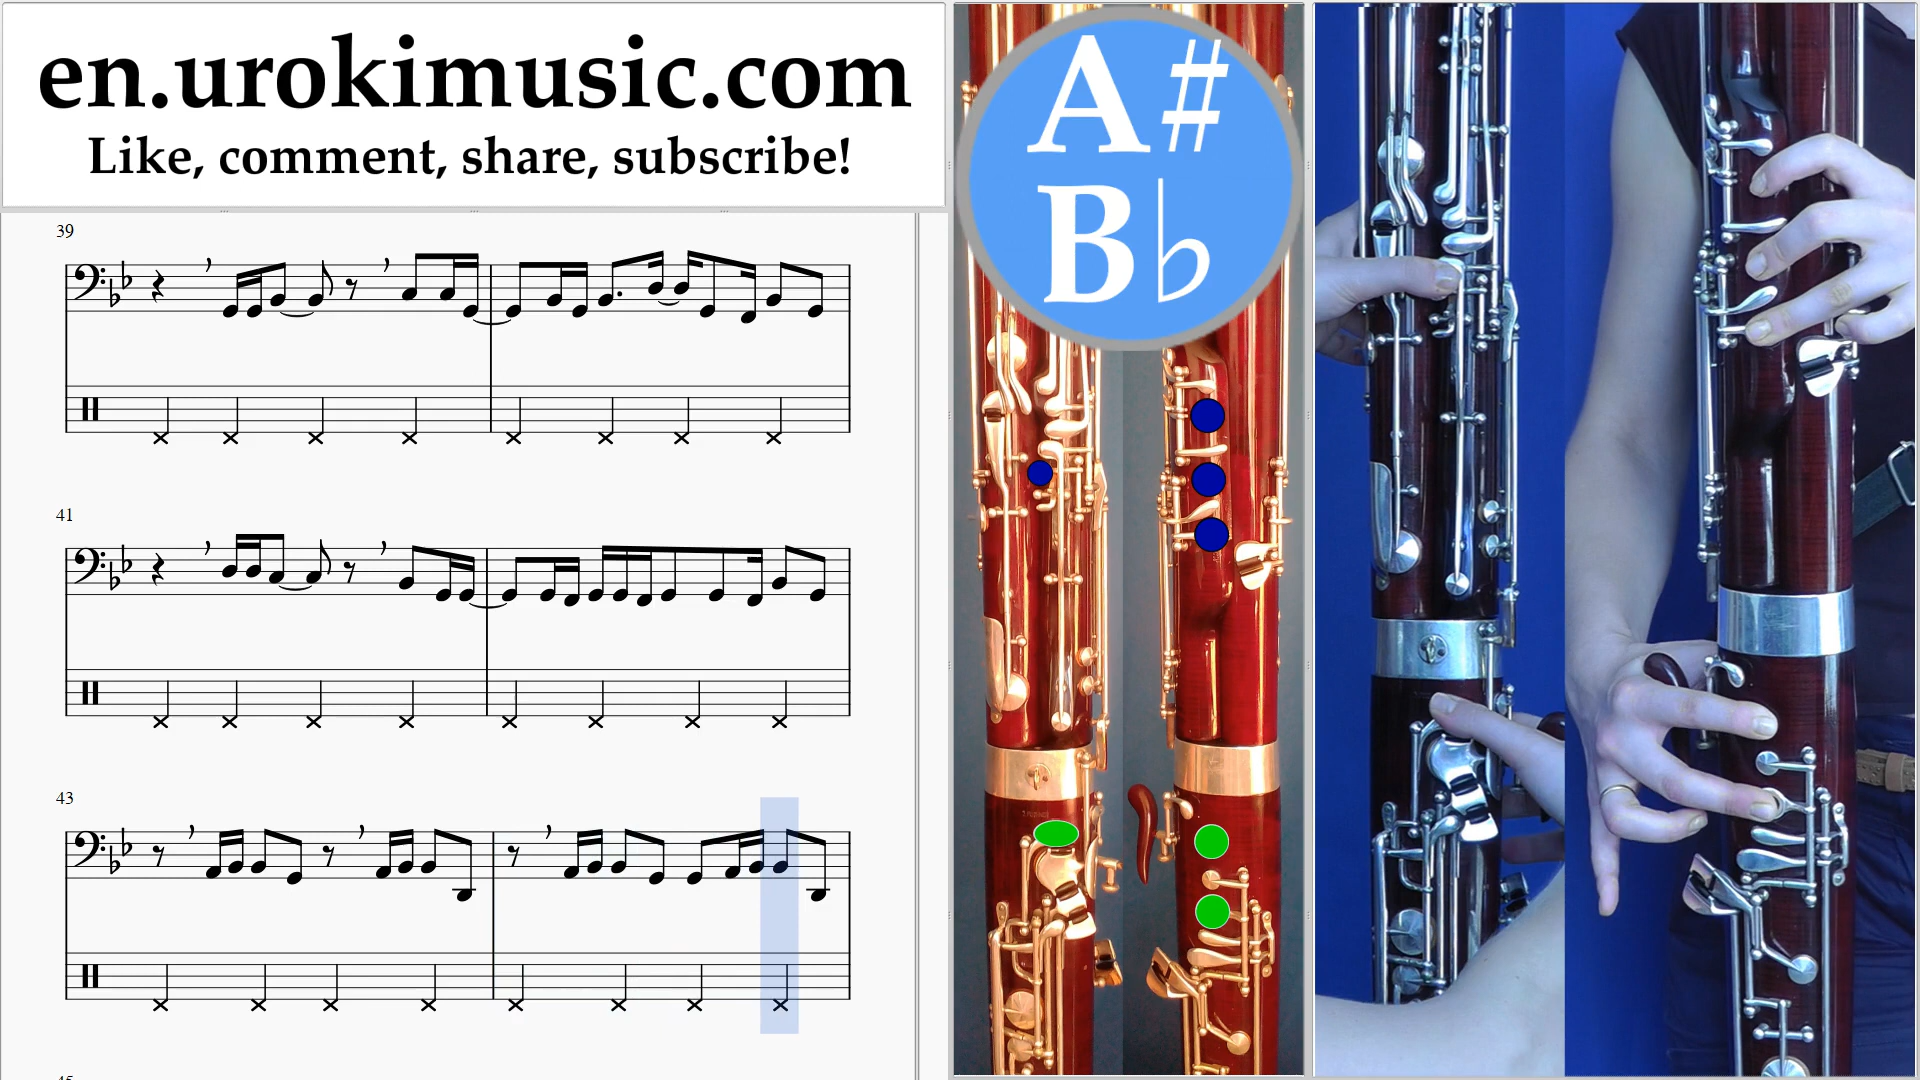 en.urokimusic.com
Like, comment, share, subscribe!
39
41
43
A#
B♭